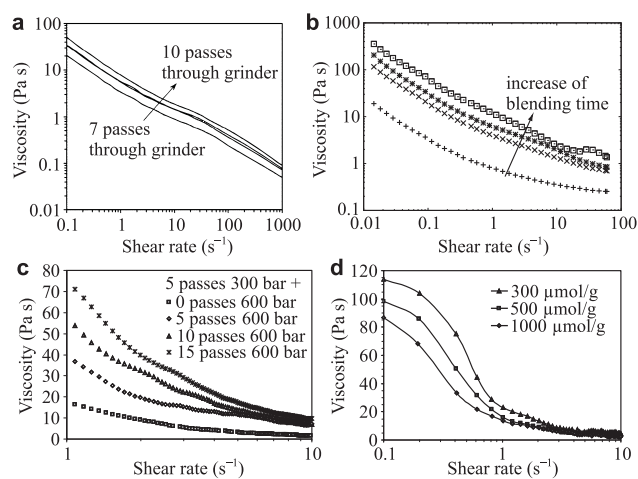 a
100
10
1
0.1
0.01
Viscosity (Pa s)
10 passes
through grinder
7 passes
through grinder
0.1
1
10
100
1000
Shear rate (s⁻¹)
b
1000
100
10
1
0.1
Viscosity (Pa s)
increase of
blending time
0.01
0.1
1
10
100
Shear rate (s⁻¹)
c
80
70
60
50
40
30
20
10
0
Viscosity (Pa s)
5 passes 300 bar +
0 passes 600 bar
5 passes 600 bar
10 passes 600 bar
15 passes 600 bar
1
10
Shear rate (s⁻¹)
d
120
100
80
60
40
20
0
Viscosity (Pa s)
300 µmol/g
500 µmol/g
1000 µmol/g
0.1
1
10
Shear rate (s⁻¹)